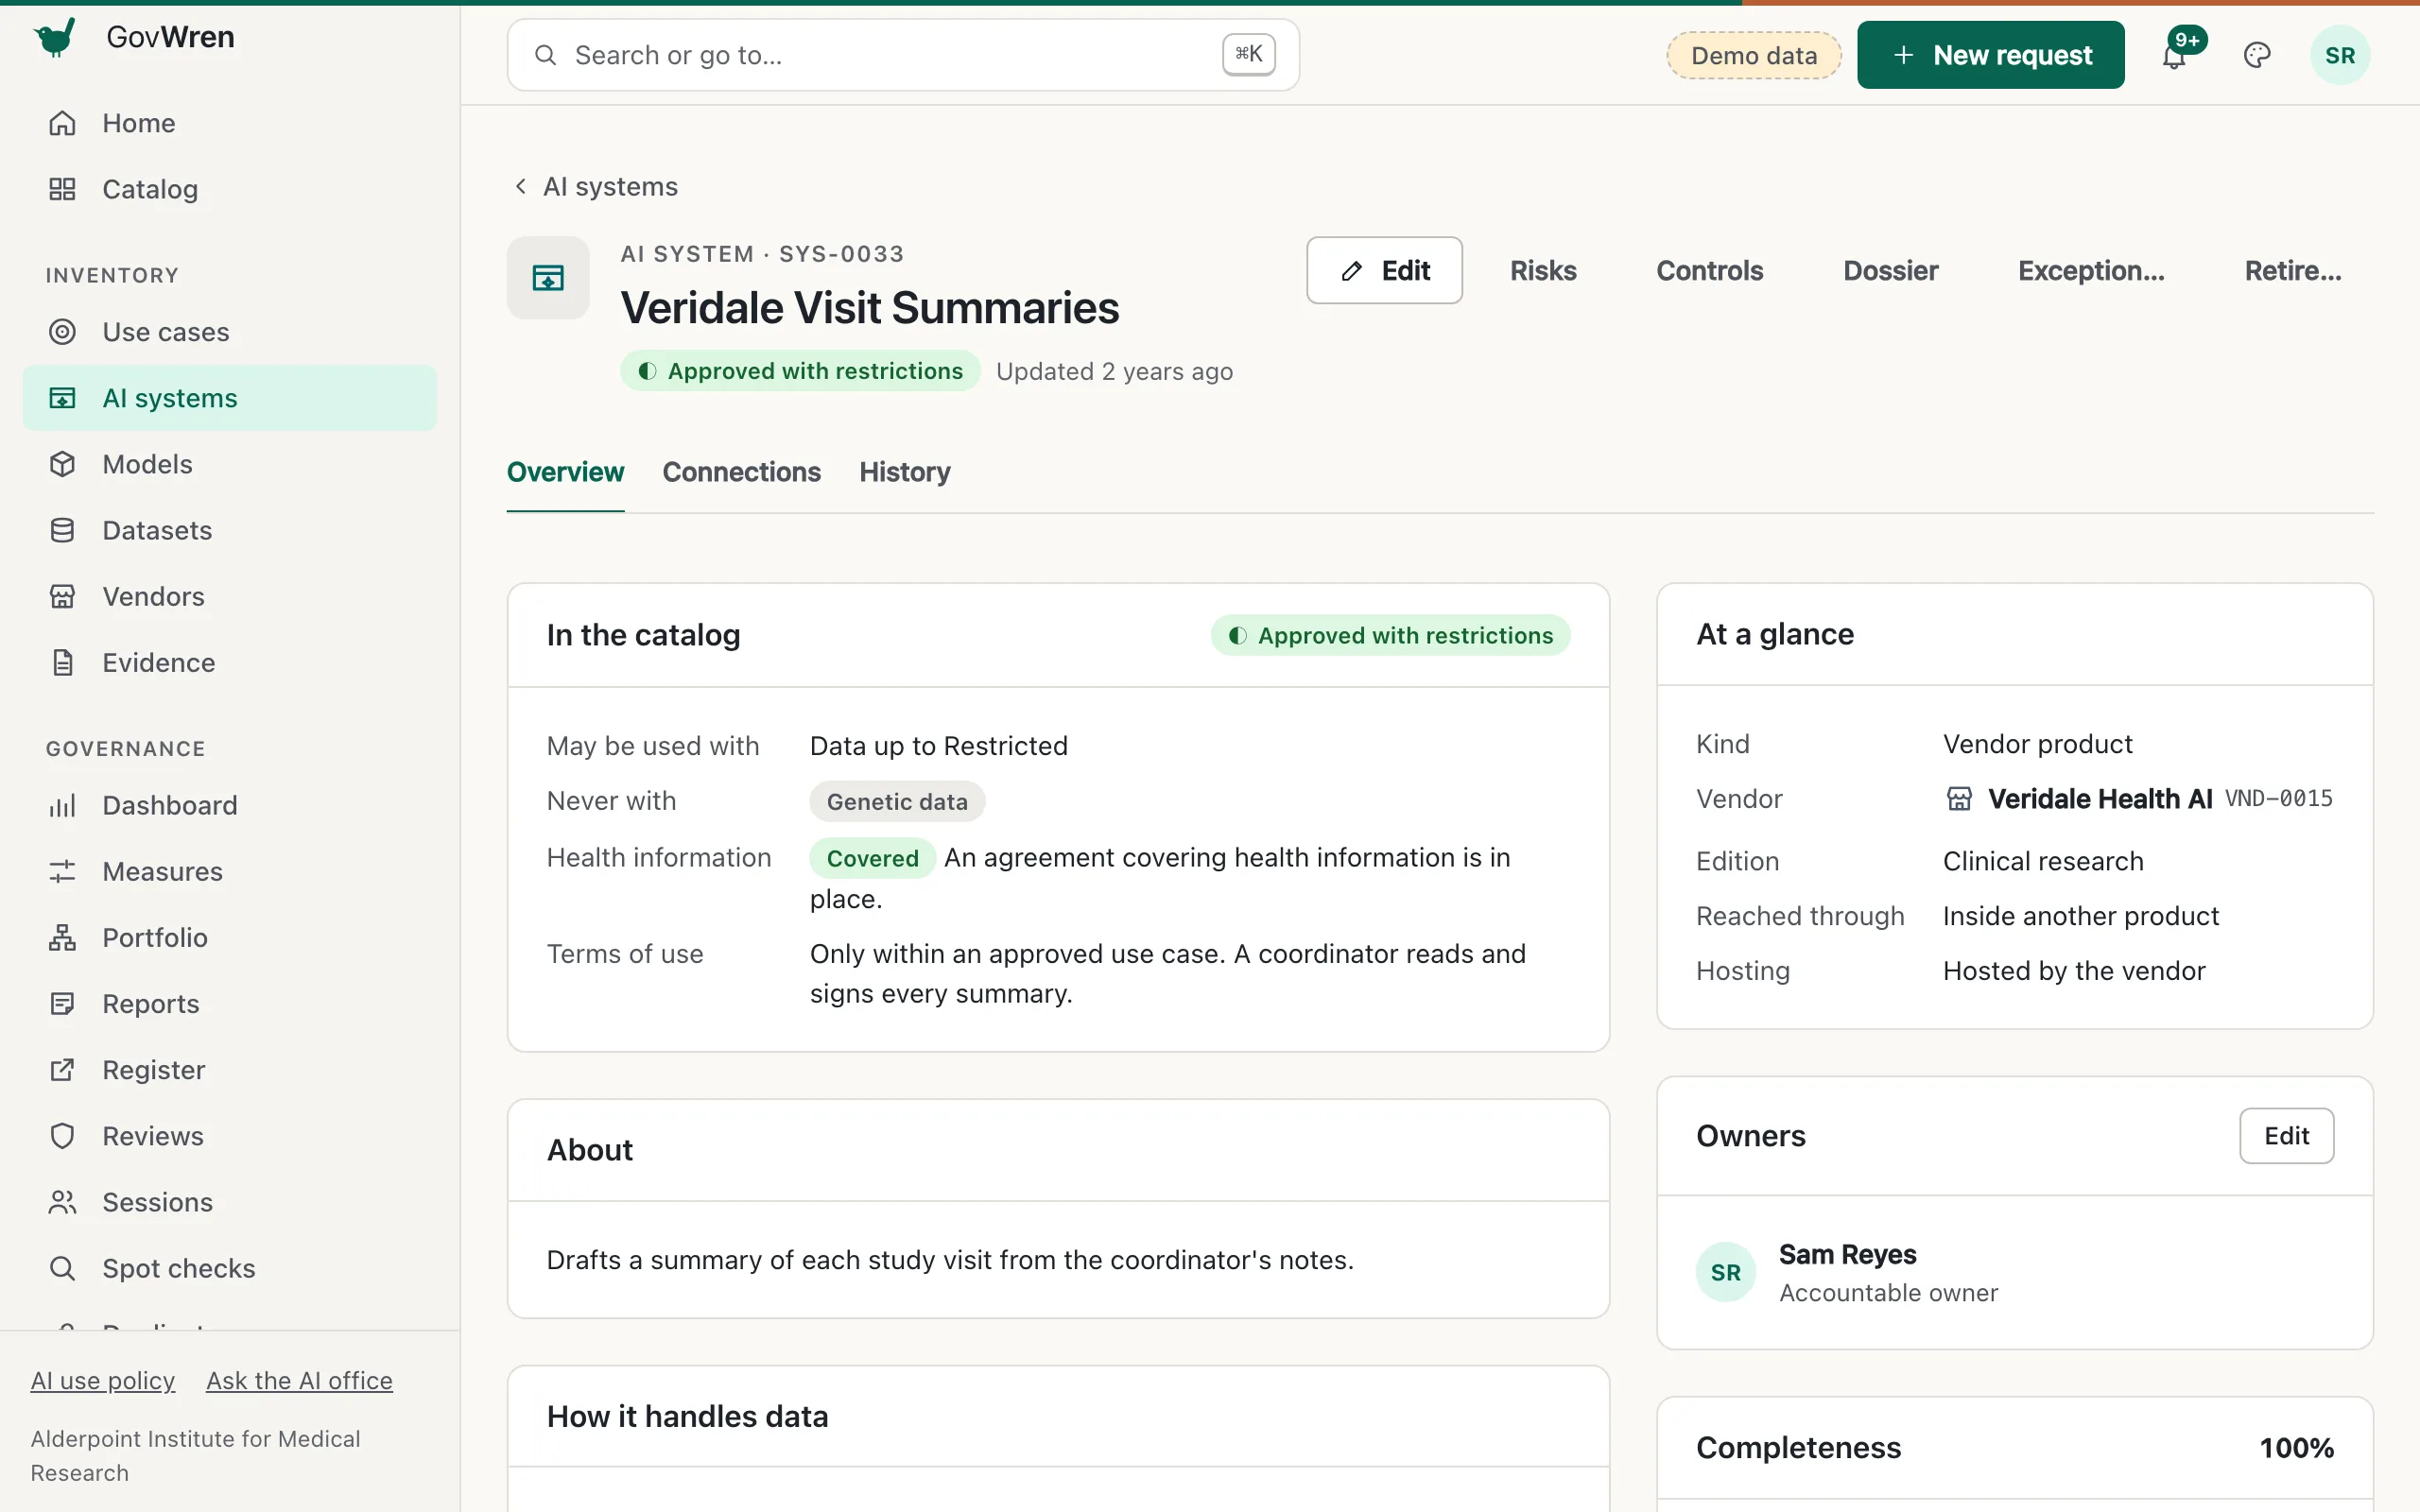 GovWren
Search or go to...
⌘K
Demo data
+ New request
9+
SR
Home
Catalog
INVENTORY
Use cases
AI systems
Models
Datasets
Vendors
Evidence
GOVERNANCE
Dashboard
Measures
Portfolio
Reports
Register
Reviews
Sessions
Spot checks
AI use policy
Ask the AI office
Alderpoint Institute for Medical
Research
AI systems
AI SYSTEM · SYS-0033
Veridale Visit Summaries
Approved with restrictions
Updated 2 years ago
Edit
Risks
Controls
Dossier
Exception...
Retire...
Overview
Connections
History
In the catalog
Approved with restrictions
May be used with
Data up to Restricted
Never with
Genetic data
Health information
Covered An agreement covering health information is in
place.
Terms of use
Only within an approved use case. A coordinator reads and
signs every summary.
About
Drafts a summary of each study visit from the coordinator's notes.
How it handles data
At a glance
Kind
Vendor product
Vendor
Veridale Health AI VND-0015
Edition
Clinical research
Reached through
Inside another product
Hosting
Hosted by the vendor
Owners
Edit
SR
Sam Reyes
Accountable owner
Completeness
100%